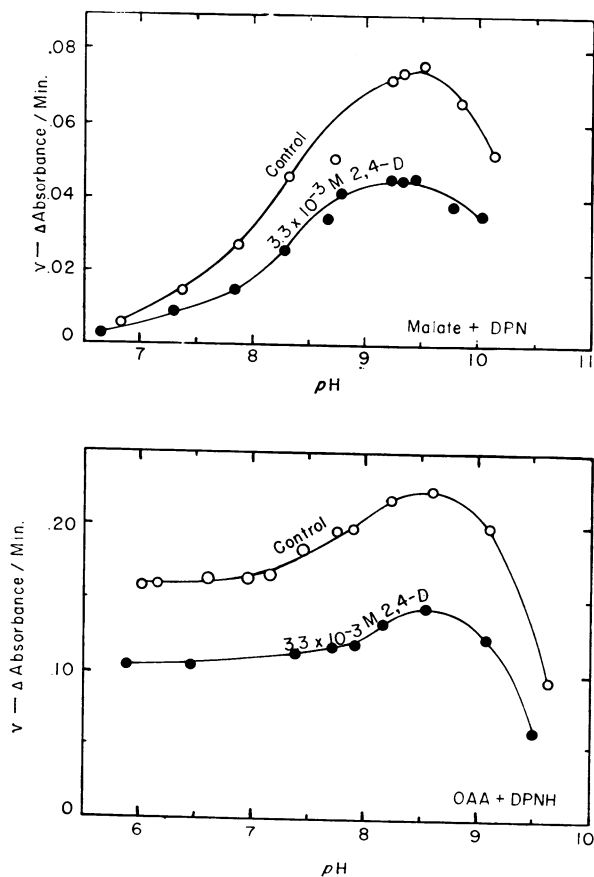 .08
.06
.04
.02
0
V — Δ Absorbance / Min.
Control
3.3 x 10-3 M 2,4-D
Malate + DPN
7 8 9 10 11
pH
.20
.10
0
V — Δ Absorbance / Min.
Control
3.3 x 10-3 M 2,4-D
OAA + DPNH
6 7 8 9 10
pH